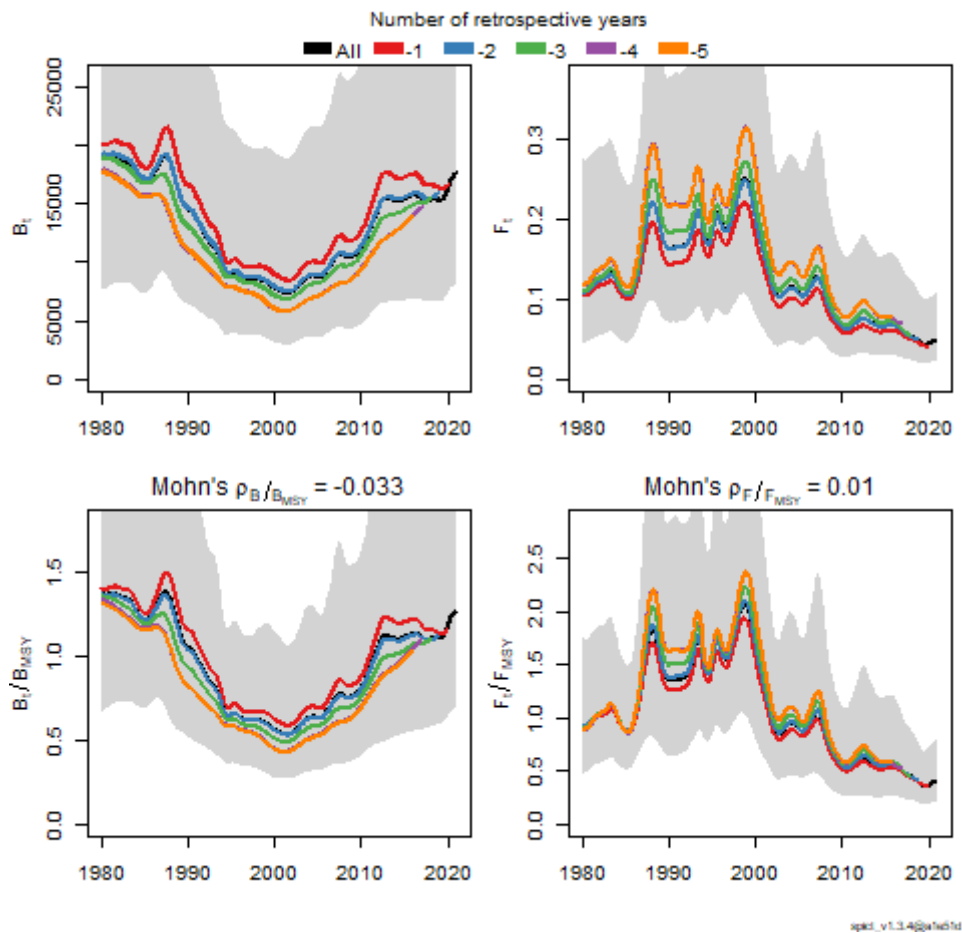 Number of retrospective years
All -1 -2 -3 -4 -5
25000
15000
5000
0
Bt
1980 1990 2000 2010 2020
0.3
0.2
0.1
0.0
Ft
1980 1990 2000 2010 2020
Mohn's ρB/BMSY = -0.033
1.5
1.0
0.5
0.0
Bt/BMSY
1980 1990 2000 2010 2020
Mohn's ρF/FMSY = 0.01
2.5
2.0
1.5
1.0
0.5
0.0
Ft/FMSY
1980 1990 2000 2010 2020